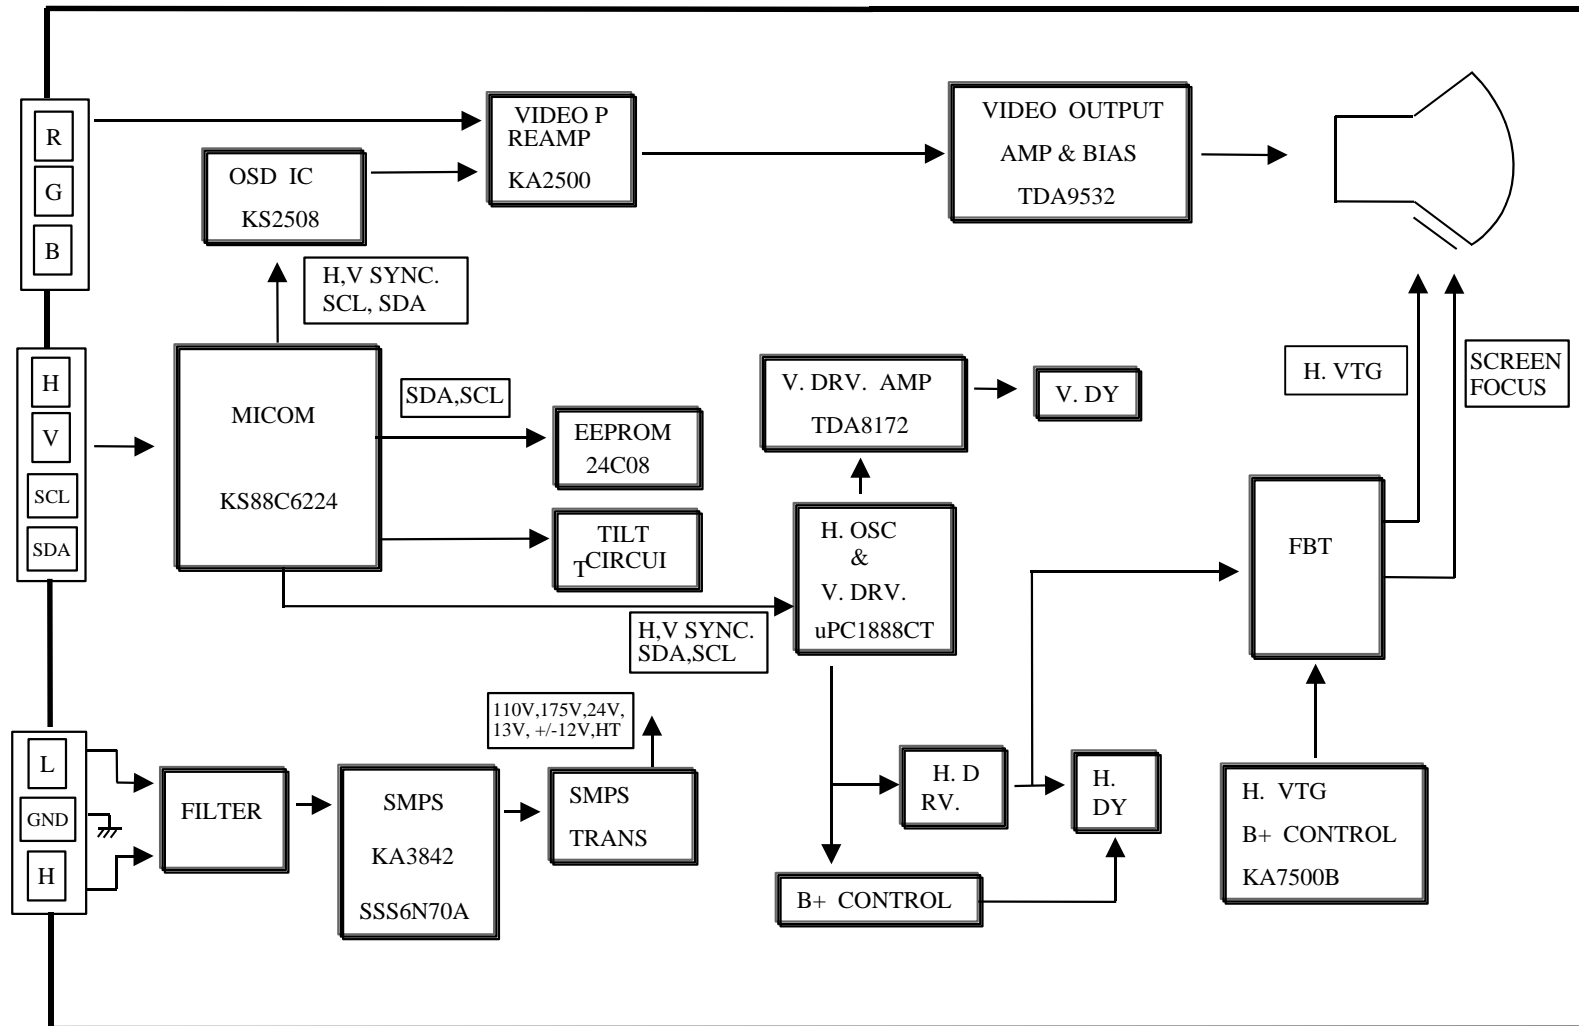 R
G
B
VIDEO P
REAMP
KA2500
VIDEO OUTPUT
AMP & BIAS
TDA9532
OSD IC
KS2508
H,V SYNC.
SCL, SDA
H
V
SCL
SDA
MICOM
KS88C6224
SDA,SCL
EEPROM
24C08
TILT
CIRCUI
T
V. DRV. AMP
TDA8172
V. DY
H. VTG
SCREEN
FOCUS
H. OSC
&
V. DRV.
uPC1888CT
FBT
H,V SYNC.
SDA,SCL
110V,175V,24V,
13V, +/-12V,HT
L
GND
H
FILTER
SMPS
KA3842
SSS6N70A
SMPS
TRANS
H. D
RV.
H.
DY
B+ CONTROL
H. VTG
B+ CONTROL
KA7500B